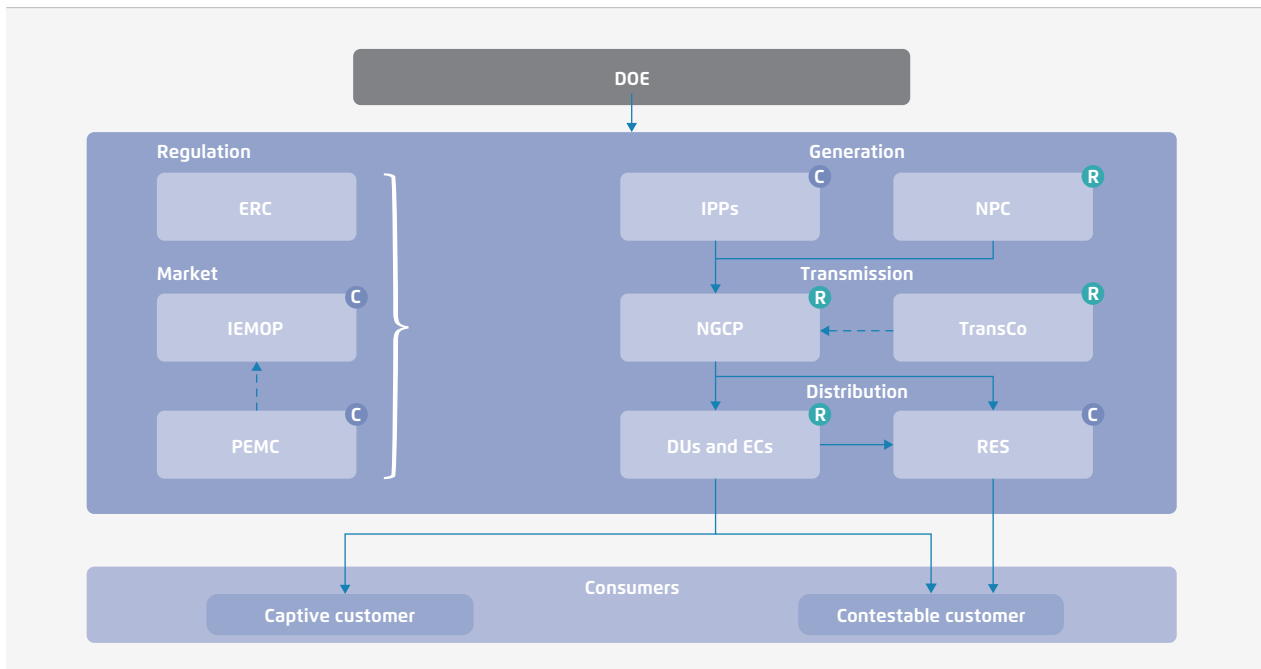 DOE
Regulation
ERC
Market
C
IEMOP
C
PEMC
Generation
C
IPPs
R
NPC
Transmission
R
NGCP
R
TransCo
Distribution
R
DUs and ECs
C
RES
Consumers
Captive customer
Contestable customer